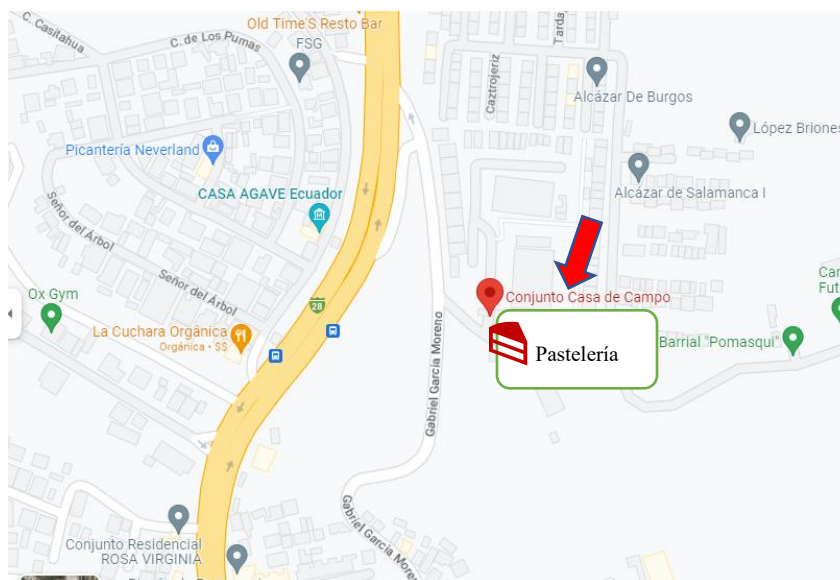 Old Time S Resto Bar
C. Casitahua
C. de Los Pumas
FSG
Caztrojeriz
Alcázar De Burgos
López Briones
Picantería Neverland
CASA AGAVE Ecuador
Alcázar de Salamanca I
Señor del Árbol
Señor del Árbol
Ox Gym
28
Conjunto Casa de Campo
La Cuchara Orgánica
Orgánica • $$
Pastelería
Barrial "Pomasqui"
Gabriel García Moreno
Gabriel García More
Conjunto Residencial
ROSA VIRGINIA